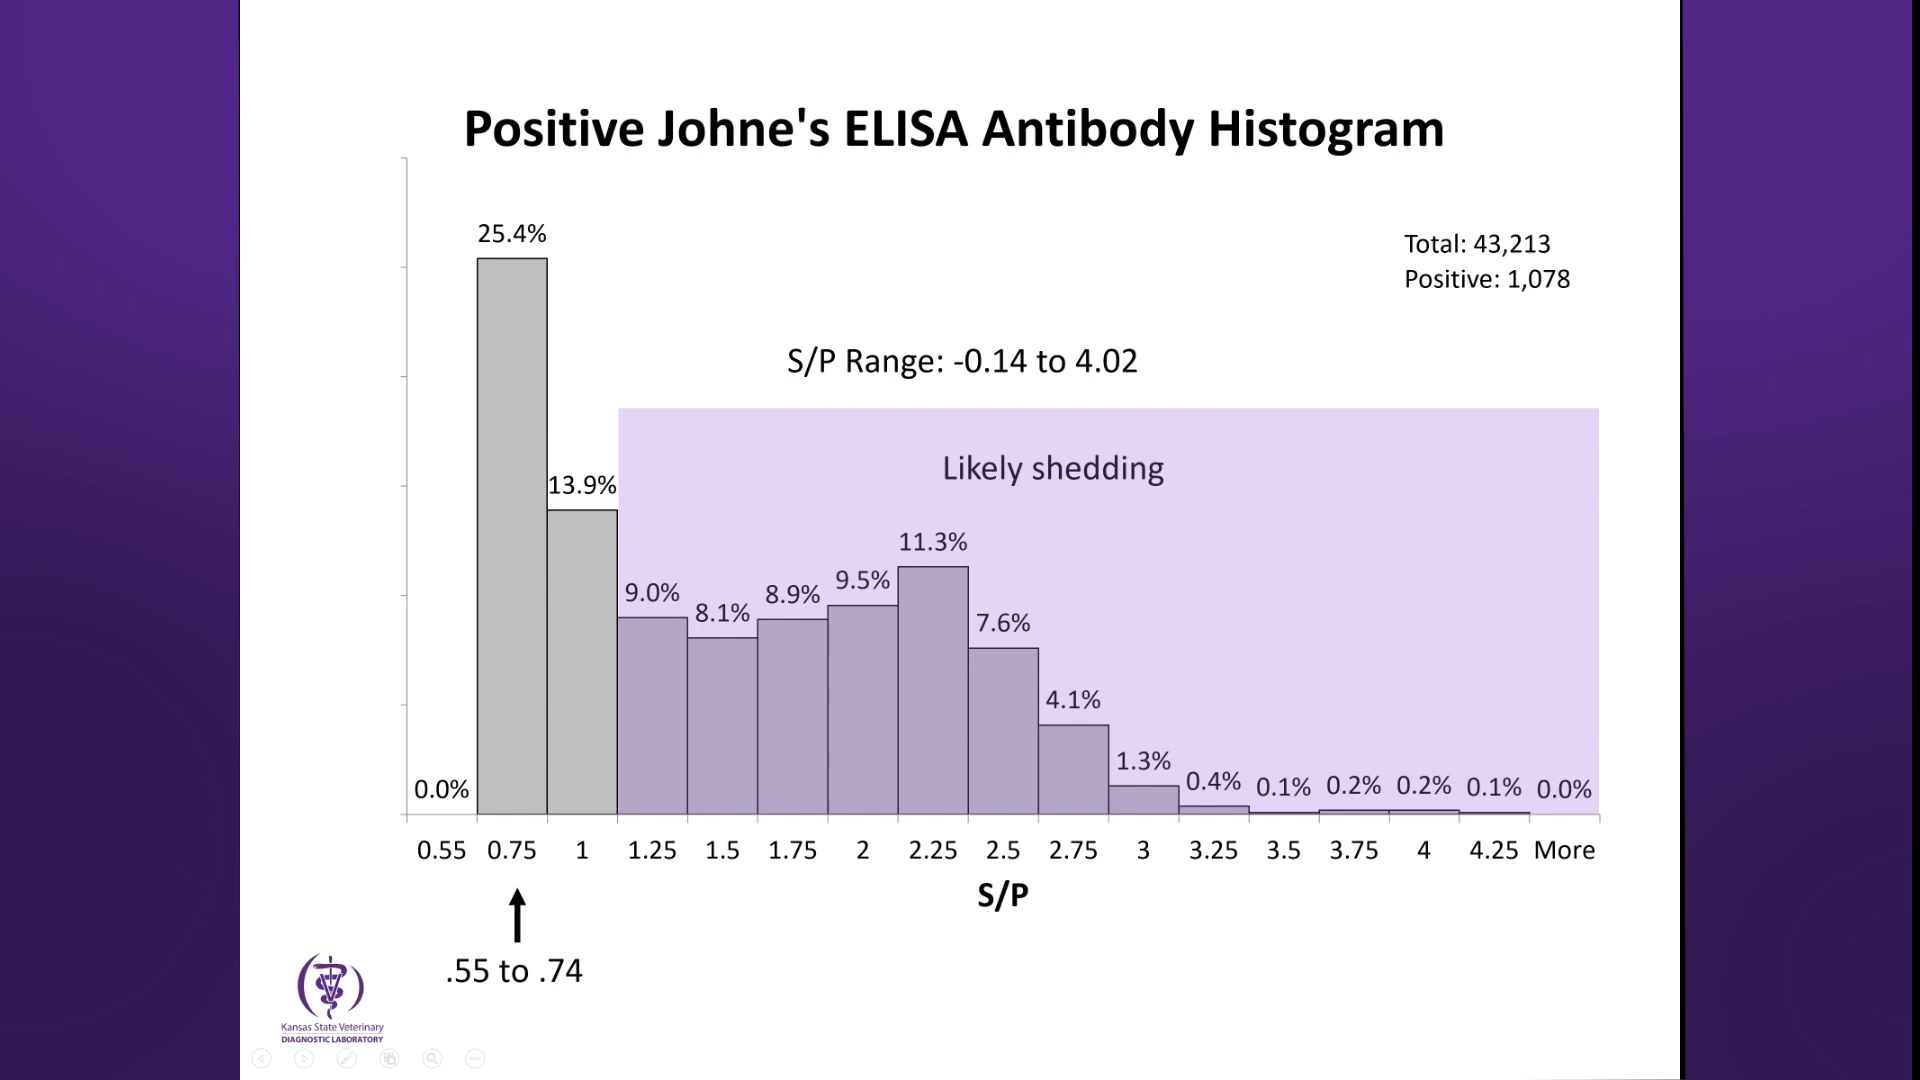 Positive Johne's ELISA Antibody Histogram
Total: 43,213
Positive: 1,078
S/P Range: -0.14 to 4.02
Likely shedding
0.0% 25.4% 13.9% 9.0% 8.1% 8.9% 9.5% 11.3% 7.6% 4.1% 1.3% 0.4% 0.1% 0.2% 0.2% 0.1% 0.0%
0.55 0.75 1 1.25 1.5 1.75 2 2.25 2.5 2.75 3 3.25 3.5 3.75 4 4.25 More
S/P
.55 to .74
Kansas State Veterinary
DIAGNOSTIC LABORATORY